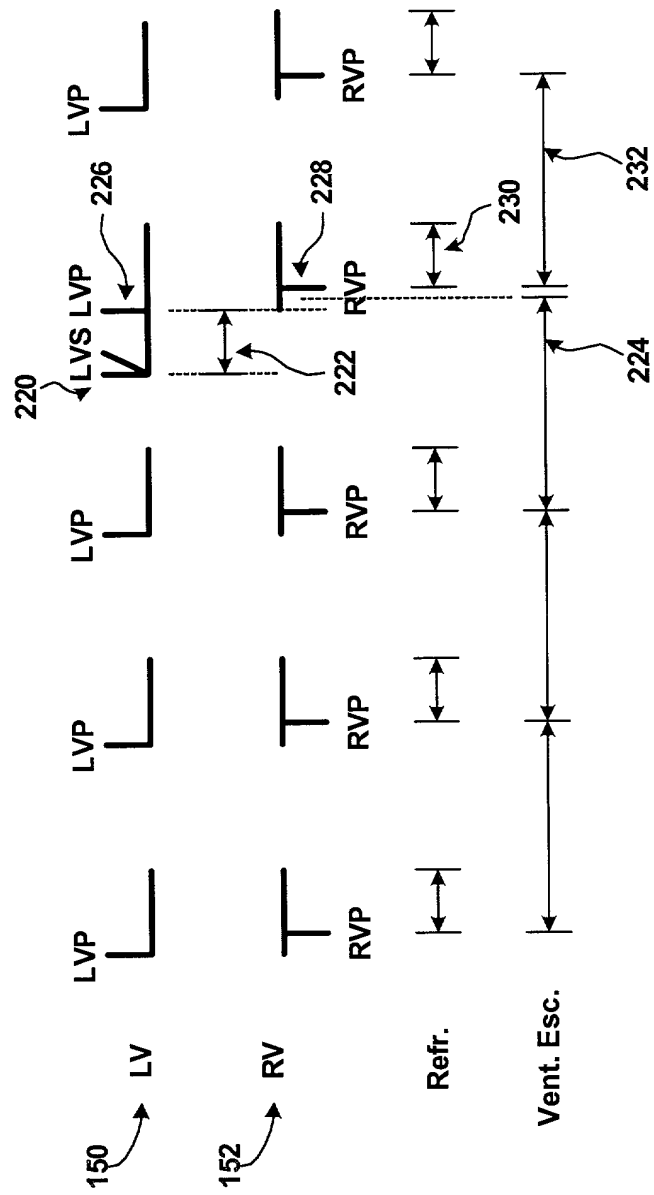 220
LVP LVP LVP LVS LVP LVP
226
150 LV
152 RV
228
222
RVP RVP RVP RVP RVP
Refr.
230
Vent. Esc.
224 232